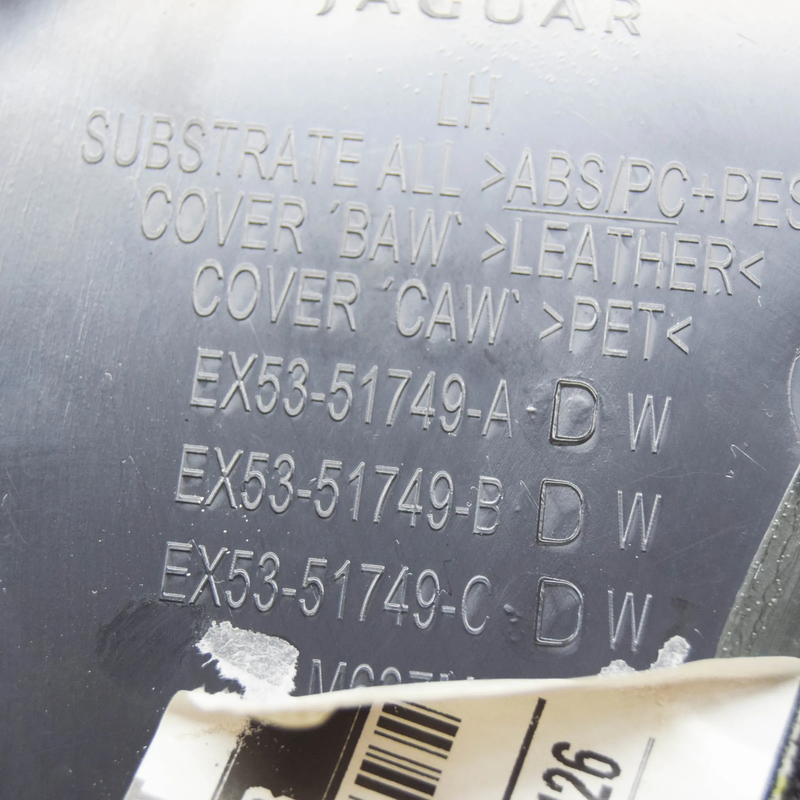 JAGUAR
LH
SUBSTRATE ALL >ABS/PC+PES
COVER 'BAW' >LEATHER<
COVER 'CAW' >PET<
EX53-51749-A D W
EX53-51749-B D W
EX53-51749-C D W
126